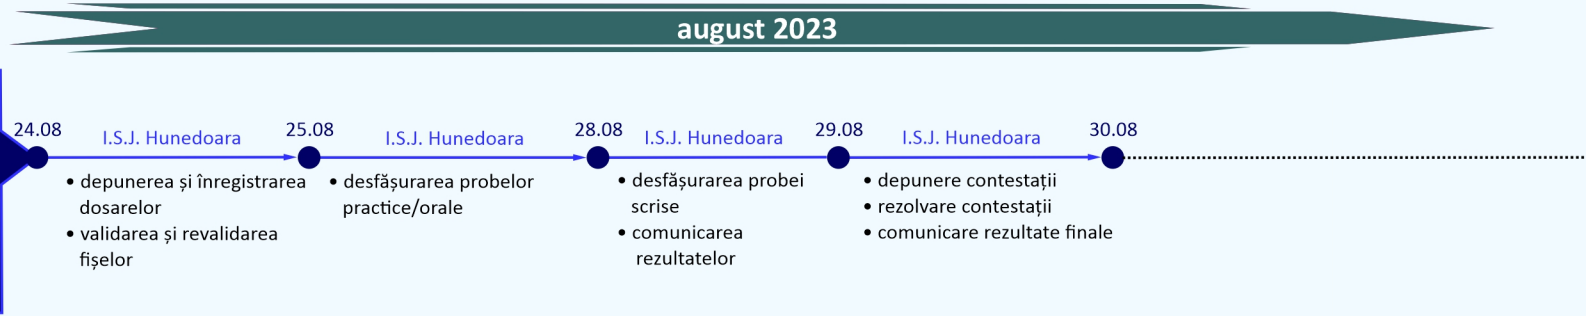 august 2023
24.08
I.S.J. Hunedoara
25.08
I.S.J. Hunedoara
28.08
I.S.J. Hunedoara
29.08
I.S.J. Hunedoara
30.08
• depunerea și înregistrarea
dosarelor
• validarea și revalidarea
fișelor
• desfășurarea probelor
practice/orale
• desfășurarea probei
scrise
• comunicarea
rezultatelor
• depunere contestații
• rezolvare contestații
• comunicare rezultate finale